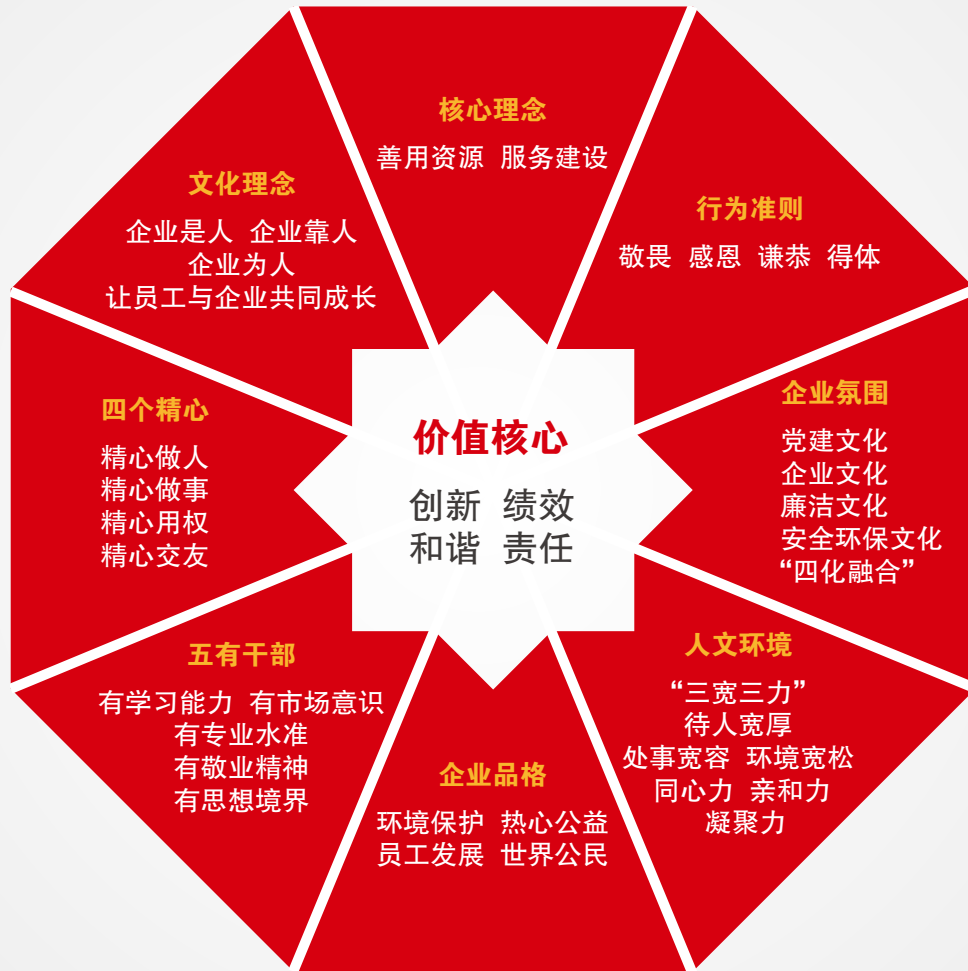 核心理念
善用资源 服务建设
行为准则
敬畏 感恩 谦恭 得体
企业氛围
党建文化
企业文化
廉洁文化
安全环保文化
“四化融合”
人文环境
“三宽三力”
待人宽厚
处事宽容 环境宽松
同心力 亲和力
凝聚力
企业品格
环境保护 热心公益
员工发展 世界公民
五有干部
有学习能力 有市场意识
有专业水准
有敬业精神
有思想境界
四个精心
精心做人
精心做事
精心用权
精心交友
文化理念
企业是人 企业靠人
企业为人
让员工与企业共同成长
价值核心
创新 绩效
和谐 责任